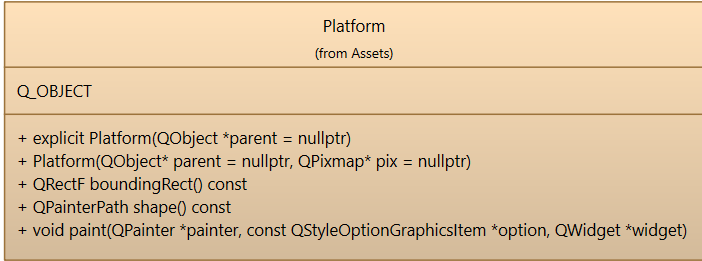 Platform
(from Assets)
Q_OBJECT
+ explicit Platform(QObject *parent = nullptr)
+ Platform(QObject* parent = nullptr, QPixmap* pix = nullptr)
+ QRectF boundingRect() const
+ QPainterPath shape() const
+ void paint(QPainter *painter, const QStyleOptionGraphicsItem *option, QWidget *widget)